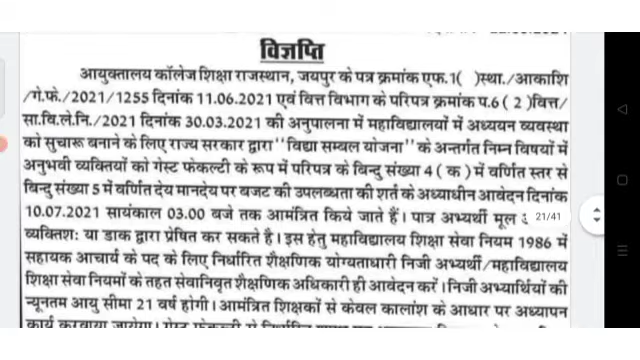 विज्ञप्ति
आयुक्तालय कॉलेज शिक्षा राजस्थान, जयपुर के पत्र क्रमांक एफ.1( )स्था./आकाशि
/गे.फे./2021/1255 दिनांक 11.06.2021 एवं वित्त विभाग के परिपत्र क्रमांक प.6 ( 2 ) वित्त/
सा.वि.ले.नि./2021 दिनांक 30.03.2021 की अनुपालना में महाविद्यालयों में अध्ययन व्यवस्था
को सुचारू बनाने के लिए राज्य सरकार द्वारा ''विद्या सम्बल योजना'' के अन्तर्गत निम्न विषयों में
अनुभवी व्यक्तियों को गेस्ट फेकल्टी के रूप में परिपत्र के बिन्दु संख्या 4 ( क ) में वर्णित स्तर से
बिन्दु संख्या 5 में वर्णित देय मानदेय पर बजट की उपलब्धता की शर्त के अध्याधीन आवेदन दिनांक
10.07.2021 सायंकाल 03.00 बजे तक आमंत्रित किये जाते हैं। पात्र अभ्यर्थी मूल 21/41
व्यक्तिशः या डाक द्वारा प्रेषित कर सकते है। इस हेतु महाविद्यालय शिक्षा सेवा नियम 1986 में
सहायक आचार्य के पद के लिए निर्धारित शैक्षणिक योग्यताधारी निजी अभ्यर्थी/महाविद्यालय
शिक्षा सेवा नियमों के तहत सेवानिवृत शैक्षणिक अधिकारी ही आवेदन करें। निजी अभ्यार्थियों की
न्यूनतम आयु सीमा 21 वर्ष होगी। आमंत्रित शिक्षकों से केवल कालांश के आधार पर अध्यापन
कार्य करवाया जायेगा। गेस्ट फेकल्टी